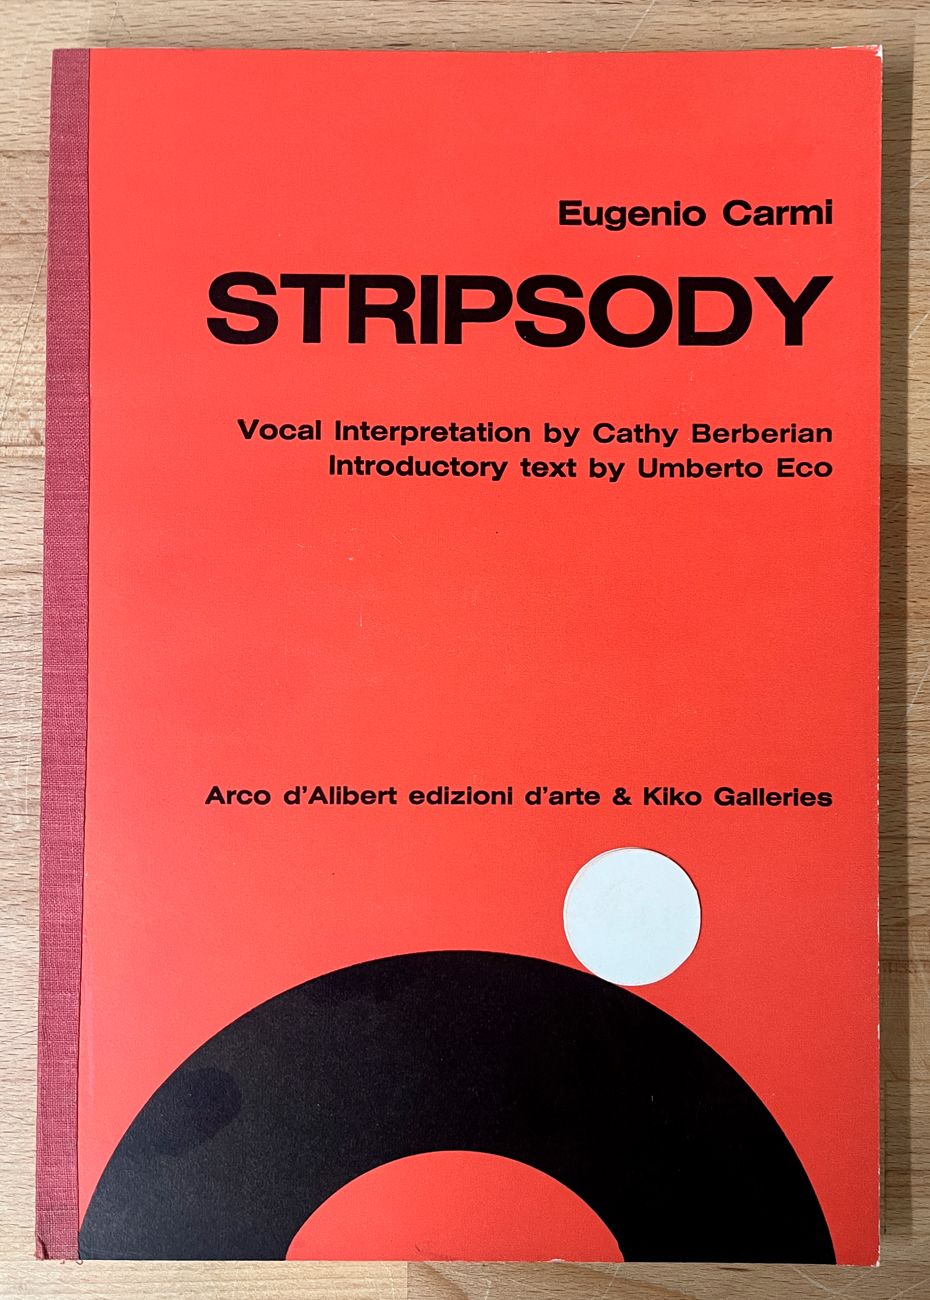 Eugenio Carmi
STRIPSODY
Vocal Interpretation by Cathy Berberian
Introductory text by Umberto Eco
Arco d’Alibert edizioni d’arte & Kiko Galleries